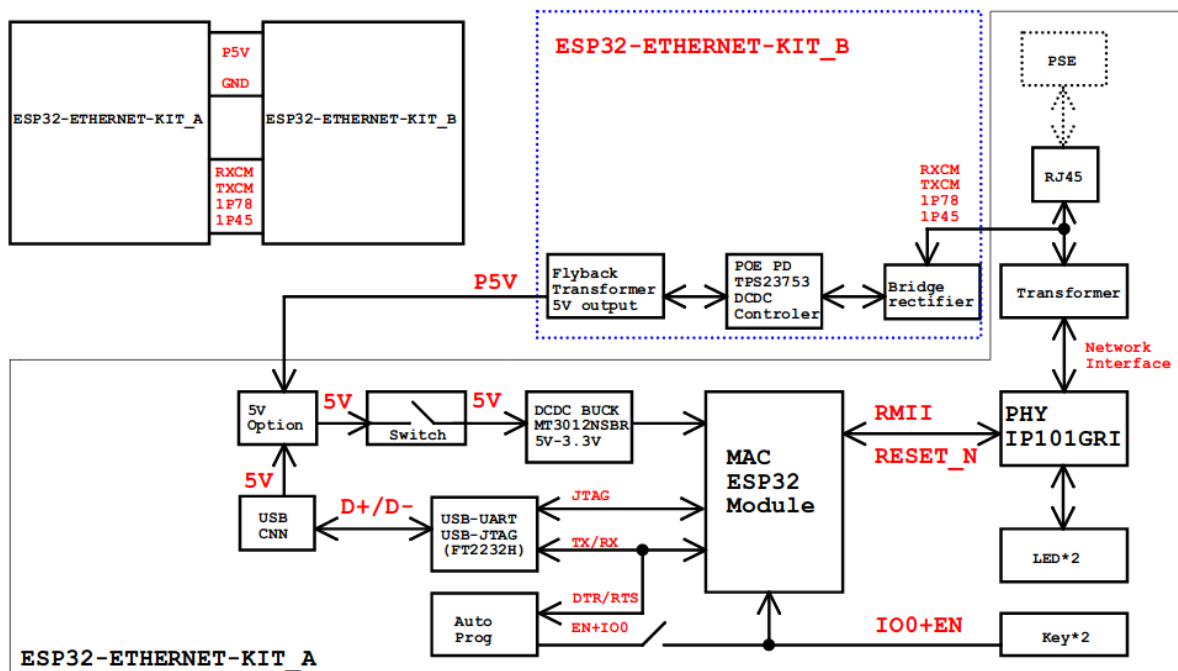 P5V
GND
ESP32-ETHERNET-KIT_A
ESP32-ETHERNET-KIT_B
RXCM
TXCM
1P78
1P45
ESP32-ETHERNET-KIT_B
PSE
RJ45
RXCM
TXCM
1P78
1P45
P5V
Flyback
Transformer
5V output
POE PD
TPS23753
DCDC
Controler
Bridge
rectifier
Transformer
Network
Interface
5V
Option
5V
Switch
5V
DCDC BUCK
MT3012NSBR
5V-3.3V
MAC
ESP32
Module
RMII
RESET_N
PHY
IP101GRI
5V
USB
CNN
D+/D-
USB-UART
USB-JTAG
(FT2232H)
JTAG
TX/RX
LED*2
DTR/RTS
Auto
Prog
EN+IO0
IO0+EN
Key*2
ESP32-ETHERNET-KIT_A